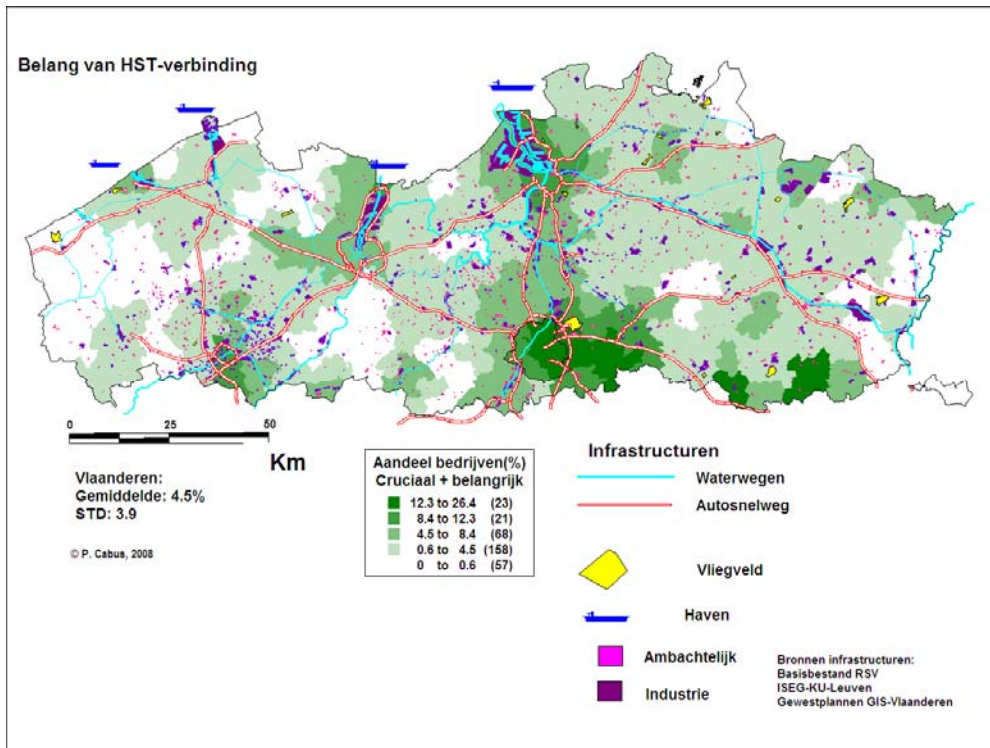 Belang van HST-verbinding
0 25 50
Km
Vlaanderen:
Gemiddelde: 4.5%
STD: 3.9
© P. Cabus, 2008
Aandeel bedrijven(%)
Cruciaal + belangrijk
12.3 to 26.4 (23)
8.4 to 12.3 (21)
4.5 to 8.4 (68)
0.6 to 4.5 (158)
0 to 0.6 (57)
Infrastructuren
Waterwegen
Autosnelweg
Vliegveld
Haven
Ambachtelijk
Industrie
Bronnen infrastructuren:
Basisbestand RSV
ISEG-KU-Leuven
Gewestplannen GIS-Vlaanderen